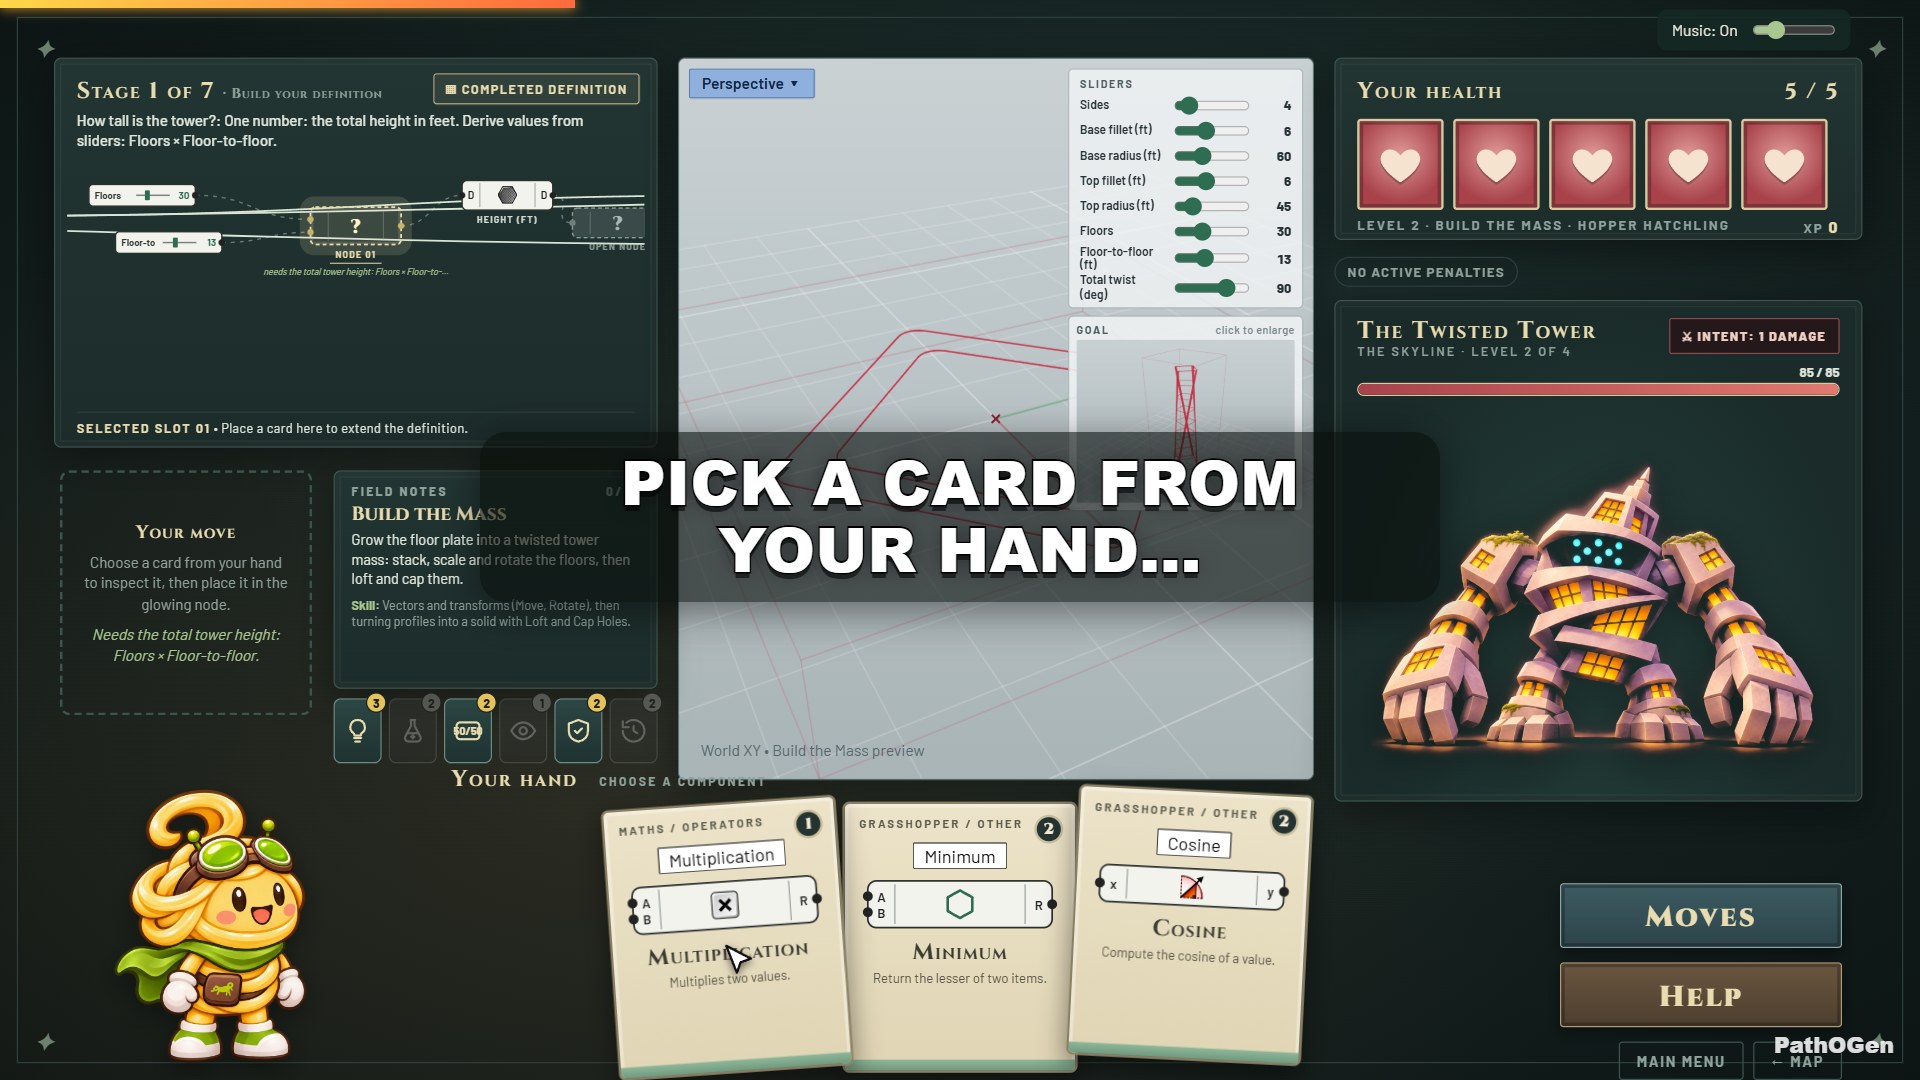 Music: On
STAGE 1 OF 7 · BUILD YOUR DEFINITION
COMPLETED DEFINITION
How tall is the tower?: One number: the total height in feet. Derive values from
sliders: Floors × Floor-to-floor.
Floors 30
Floor-to 13
?
NODE 01
needs the total tower height: Floors × Floor-to-...
D D
HEIGHT (FT)
?
OPEN NODE
SELECTED SLOT 01 • Place a card here to extend the definition.
Perspective ▼
SLIDERS
Sides 4
Base fillet (ft) 6
Base radius (ft) 60
Top fillet (ft) 6
Top radius (ft) 45
Floors 30
Floor-to-floor
(ft) 13
Total twist
(deg) 90
GOAL click to enlarge
YOUR HEALTH 5 / 5
LEVEL 2 · BUILD THE MASS · HOPPER HATCHLING XP 0
NO ACTIVE PENALTIES
THE TWISTED TOWER
THE SKYLINE · LEVEL 2 OF 4
INTENT: 1 DAMAGE
85 / 85
YOUR MOVE
Choose a card from your hand
to inspect it, then place it in the
glowing node.
Needs the total tower height:
Floors × Floor-to-floor.
FIELD NOTES
BUILD THE MASS
Grow the floor plate into a twisted tower
mass: stack, scale and rotate the floors, then
loft and cap them.
Skill: Vectors and transforms (Move, Rotate), then
turning profiles into a solid with Loft and Cap Holes.
PICK A CARD FROM
YOUR HAND...
3 2 2 1 2 2
50/50
World XY • Build the Mass preview
YOUR HAND CHOOSE A COMPONENT
MATHS / OPERATORS 1
Multiplication
A
B
R
MULTIPLICATION
Multiplies two values.
GRASSHOPPER / OTHER 2
Minimum
A
B
R
MINIMUM
Return the lesser of two items.
GRASSHOPPER / OTHER 2
Cosine
x y
COSINE
Compute the cosine of a value.
MOVES
HELP
MAIN MENU
← MAP
PathOGen